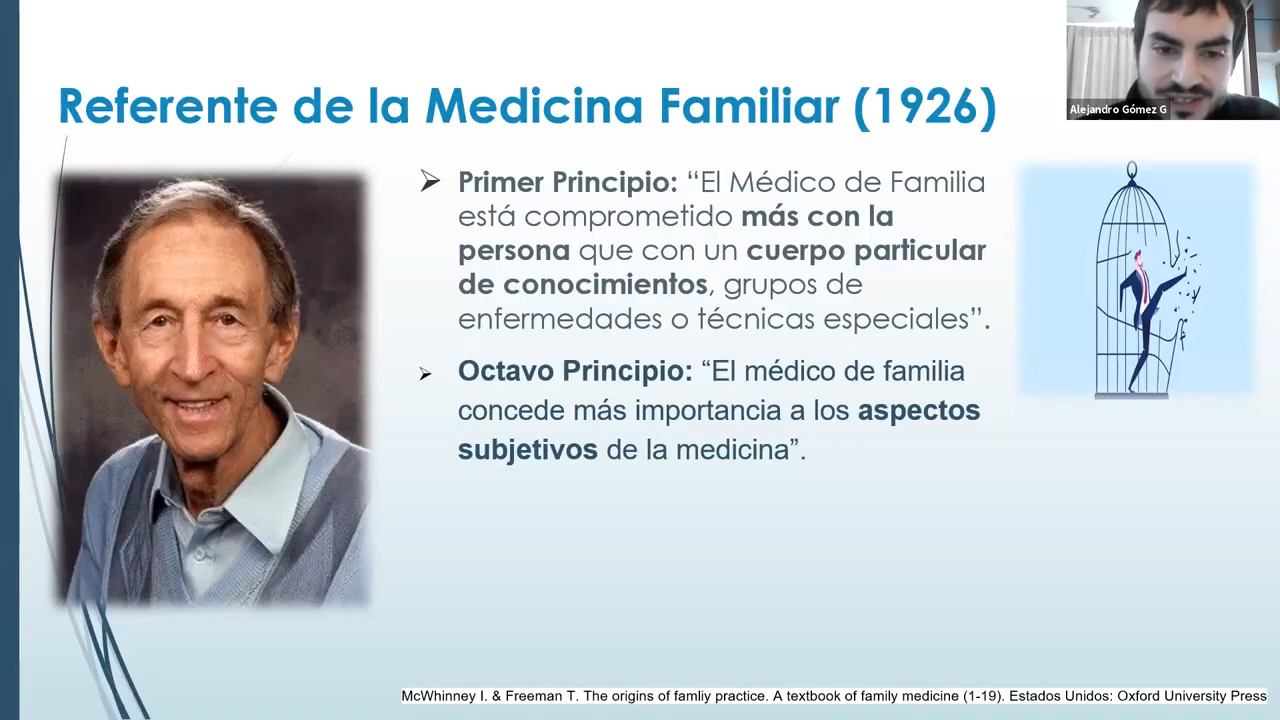 Referente de la Medicina Familiar (1926)
Alejandro Gómez G
Primer Principio: “El Médico de Familia
está comprometido más con la
persona que con un cuerpo particular
de conocimientos, grupos de
enfermedades o técnicas especiales”.
Octavo Principio: “El médico de familia
concede más importancia a los aspectos
subjetivos de la medicina”.
McWhinney I. & Freeman T. The origins of famliy practice. A textbook of family medicine (1-19). Estados Unidos: Oxford University Press